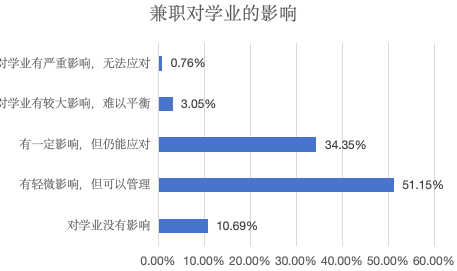 兼职对学业的影响
对学业有严重影响，无法应对
0.76%
对学业有较大影响，难以平衡
3.05%
有一定影响，但仍能应对
34.35%
有轻微影响，但可以管理
51.15%
对学业没有影响
10.69%
0.00% 10.00% 20.00% 30.00% 40.00% 50.00% 60.00%